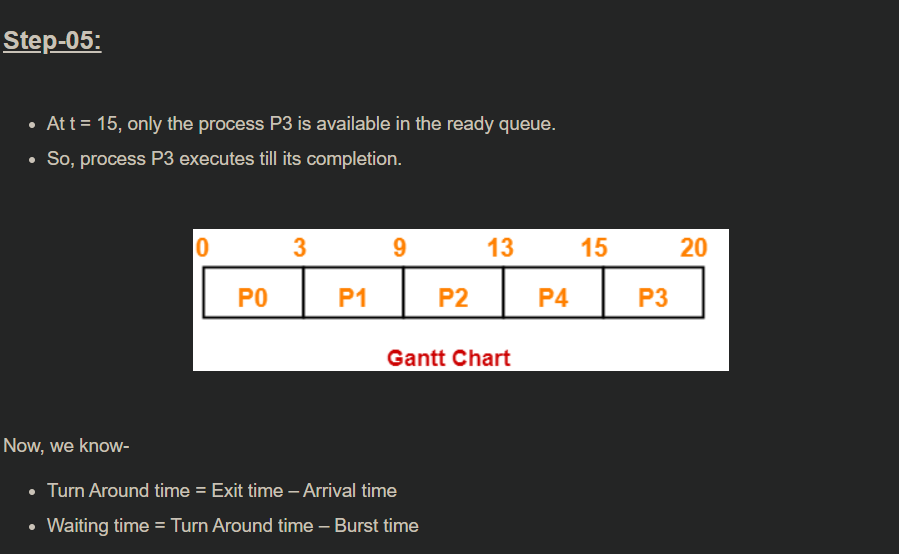 Step-05:
At t = 15, only the process P3 is available in the ready queue.
So, process P3 executes till its completion.
0 3 9 13 15 20
P0 P1 P2 P4 P3
Gantt Chart
Now, we know-
Turn Around time = Exit time – Arrival time
Waiting time = Turn Around time – Burst time